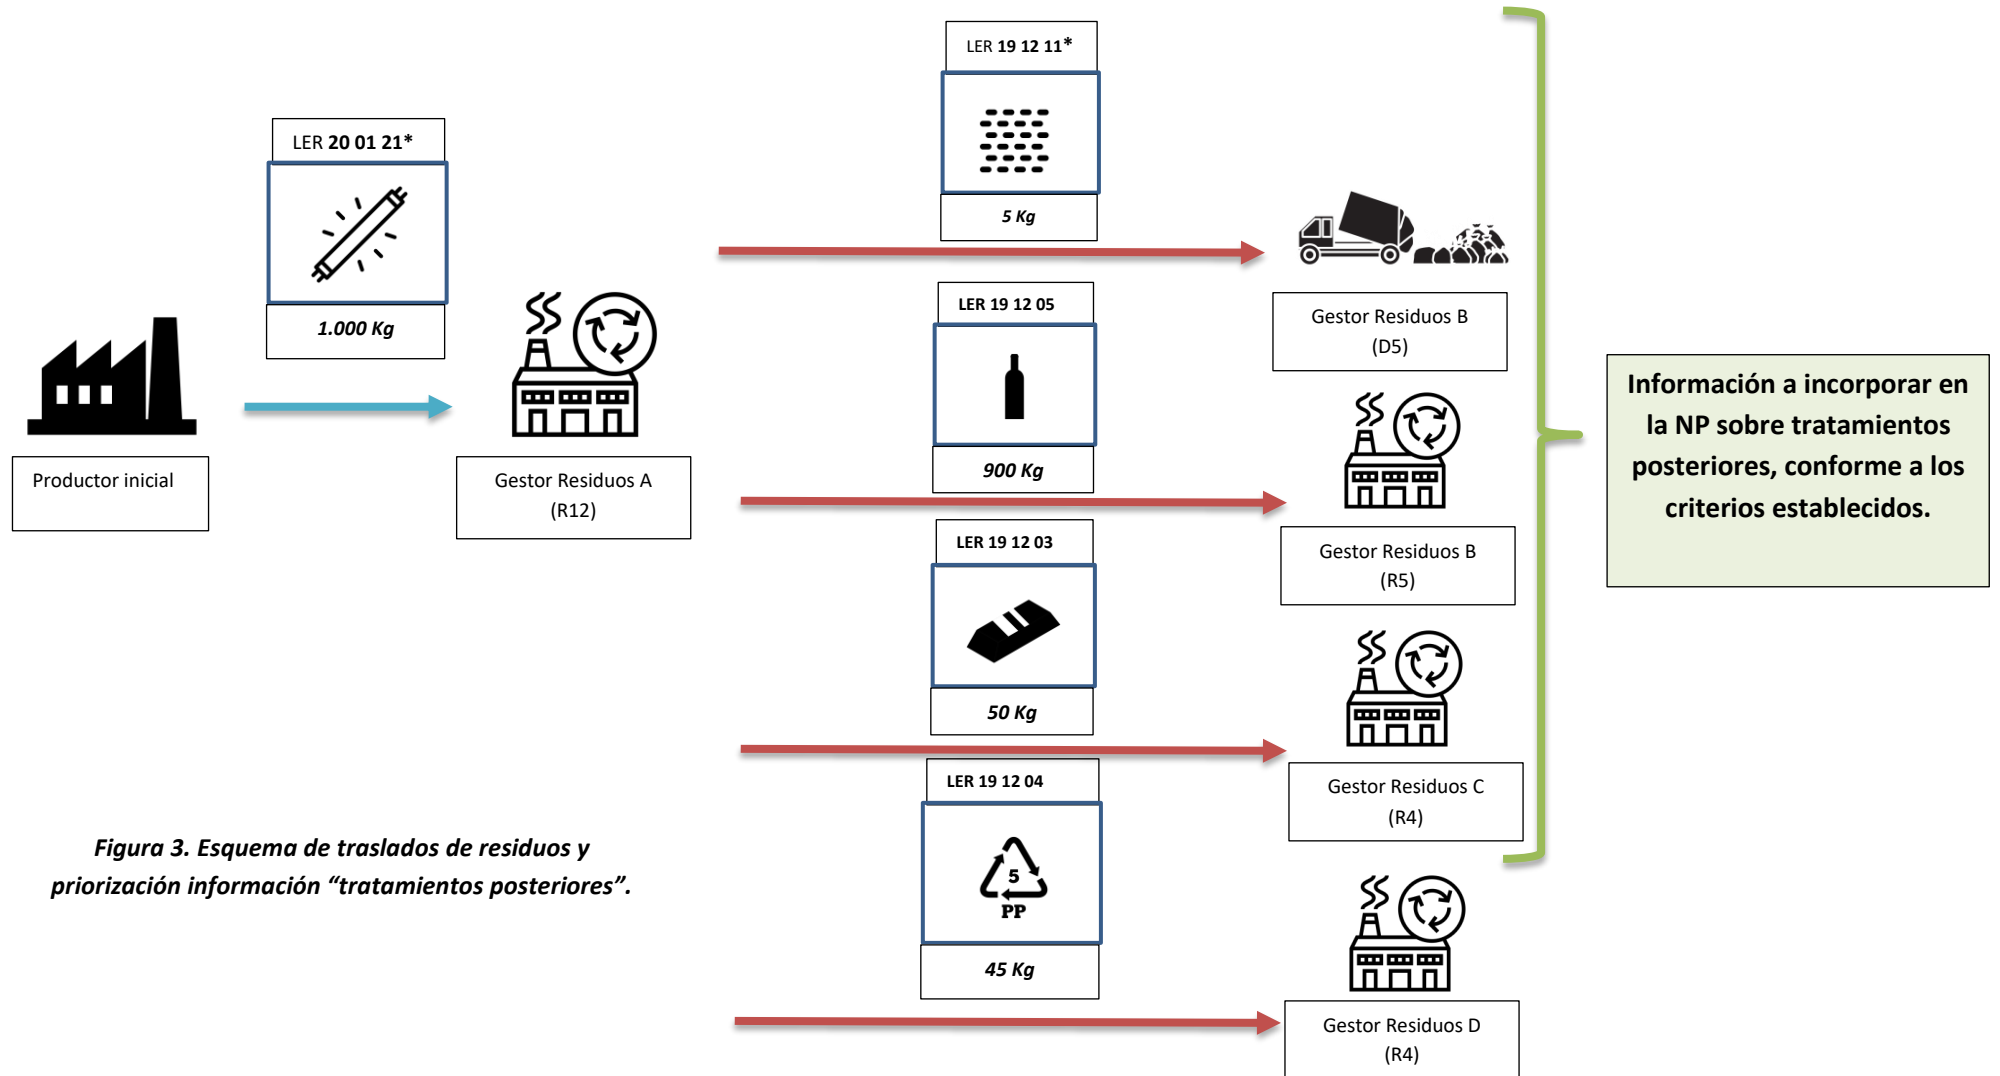 LER 20 01 21*
1.000 Kg
Productor inicial
Gestor Residuos A
(R12)
LER 19 12 11*
5 Kg
Gestor Residuos B
(D5)
LER 19 12 05
900 Kg
Gestor Residuos B
(R5)
LER 19 12 03
50 Kg
Gestor Residuos C
(R4)
LER 19 12 04
5
PP
45 Kg
Gestor Residuos D
(R4)
Información a incorporar en
la NP sobre tratamientos
posteriores, conforme a los
criterios establecidos.
Figura 3. Esquema de traslados de residuos y
priorización información “tratamientos posteriores”.